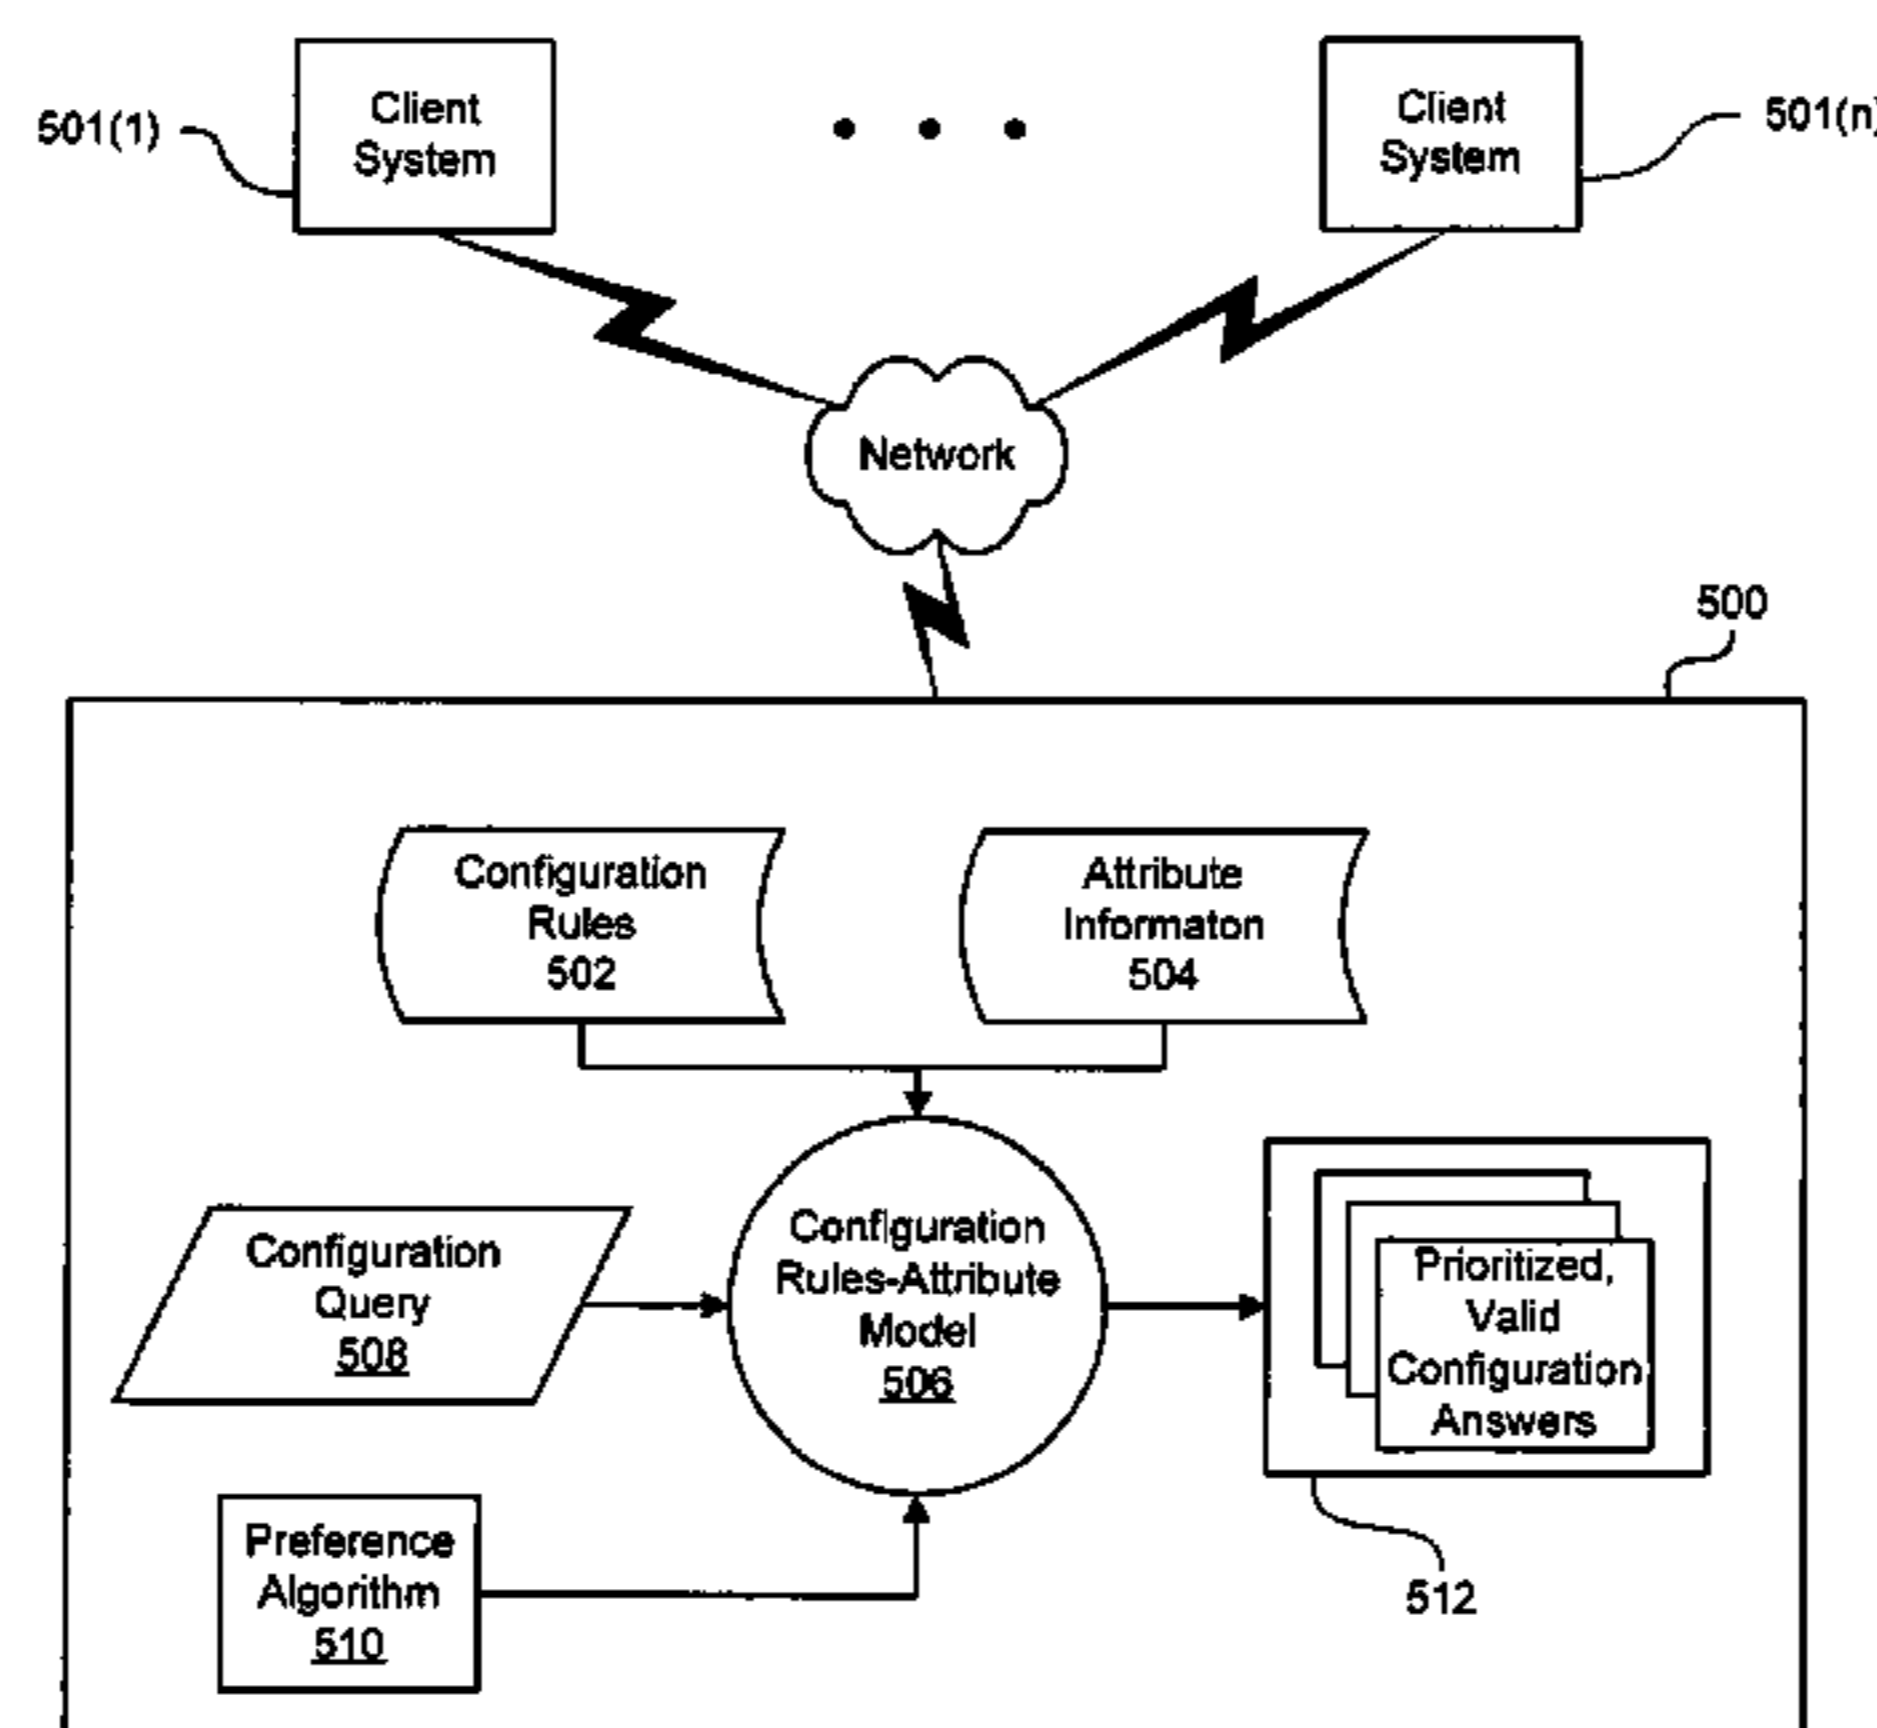 501(1)
Client
System
Client
System
501(n)
Network
500
Configuration
Rules
502
Attribute
Informaton
504
Configuration
Query
508
Configuration
Rules-Attribute
Model
506
Prioritized,
Valid
Configuration
Answers
Preference
Algorithm
510
512